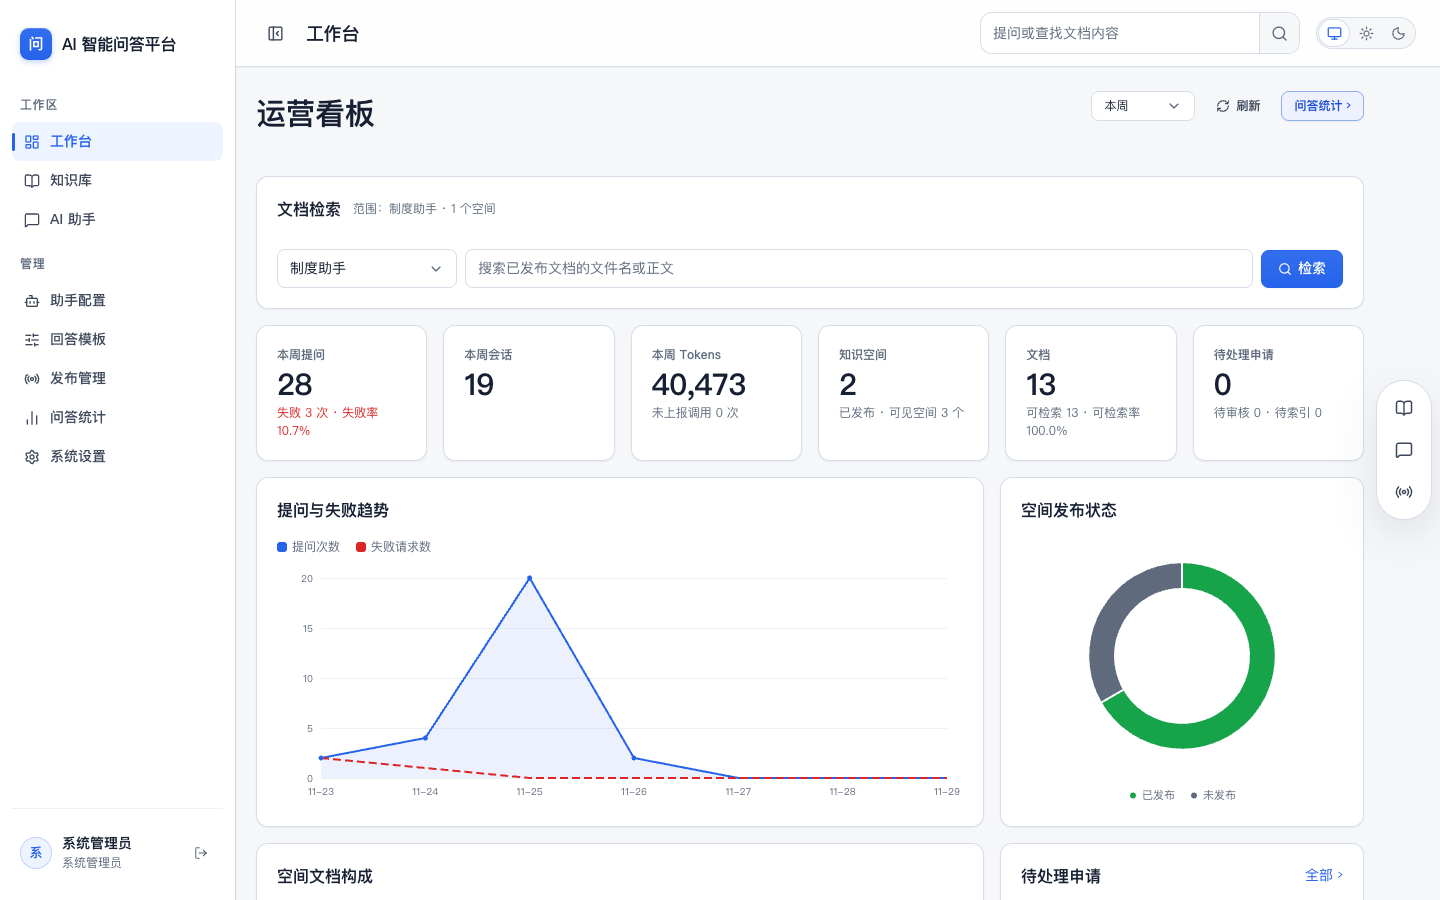 问
AI 智能问答平台
工作区
工作台
知识库
AI 助手
管理
助手配置
回答模板
发布管理
问答统计
系统设置
系
系统管理员
系统管理员
工作台
提问或查找文档内容
运营看板
本周
刷新
问答统计 ›
文档检索 范围：制度助手 · 1 个空间
制度助手
搜索已发布文档的文件名或正文
检索
本周提问
28
失败 3 次 · 失败率
10.7%
本周会话
19
本周 Tokens
40,473
未上报调用 0 次
知识空间
2
已发布 · 可见空间 3 个
文档
13
可检索 13 · 可检索率
100.0%
待处理申请
0
待审核 0 · 待索引 0
提问与失败趋势
提问次数 失败请求数
20
15
10
5
0
11-23 11-24 11-25 11-26 11-27 11-28 11-29
空间发布状态
已发布 未发布
空间文档构成
待处理申请
全部 ›